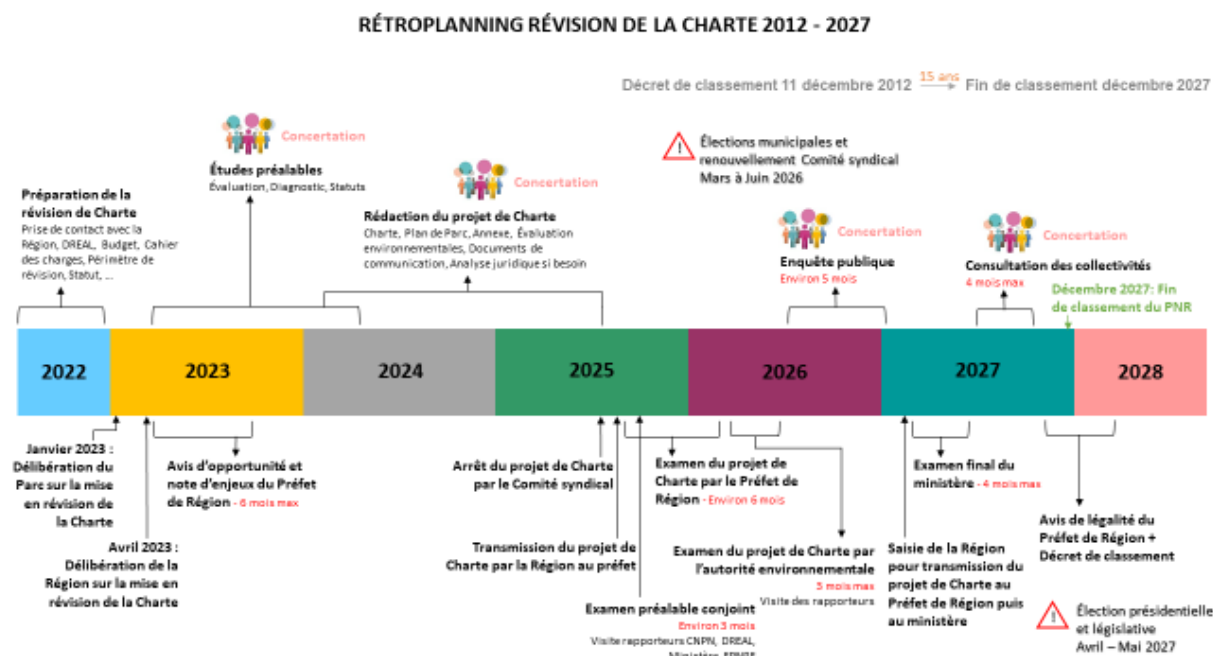 RÉTROPLANNING RÉVISION DE LA CHARTE 2012 - 2027
Décret de classement 11 décembre 2012
15 ans
Fin de classement décembre 2027
Concertation
Études préalables
Évaluation, Diagnostic, Statuts
Préparation de la
révision de Charte
Prise de contact avec la
Région, DREAL, Budget, Cahier
des charges, Périmètre de
révision, Statut, ...
Concertation
Rédaction du projet de Charte
Charte, Plan de Parc, Annexe, Évaluation
environnementales, Documents de
communication, Analyse juridique si besoin
!
Élections municipales et
renouvellement Comité syndical
Mars à Juin 2026
Concertation
Enquête publique
Environ 5 mois
Concertation
Consultation des collectivités
4 mois max
Décembre 2027: Fin
de classement du PNR
2022
2023
2024
2025
2026
2027
2028
Janvier 2023 :
Délibération du
Parc sur la mise
en révision de
la Charte
Avril 2023 :
Délibération de la
Région sur la mise en
révision de la Charte
Avis d'opportunité et
note d'enjeux du Préfet
de Région - 6 mois max
Arrêt du projet de Charte
par le Comité syndical
Transmission du projet de
Charte par la Région au préfet
Examen préalable conjoint
Environ 3 mois
Visite rapporteurs CNPN, DREAL,
Examen du projet de
Charte par le Préfet de
Région - Environ 6 mois
Examen du projet de Charte par
l'autorité environnementale
3 mois max
Visite des rapporteurs
Saisie de la Région
pour transmission du
projet de Charte au
Préfet de Région puis
au ministère
Examen final du
ministère - 4 mois max
Avis de légalité du
Préfet de Région +
Décret de classement
!
Élection présidentielle
et législative
Avril – Mai 2027